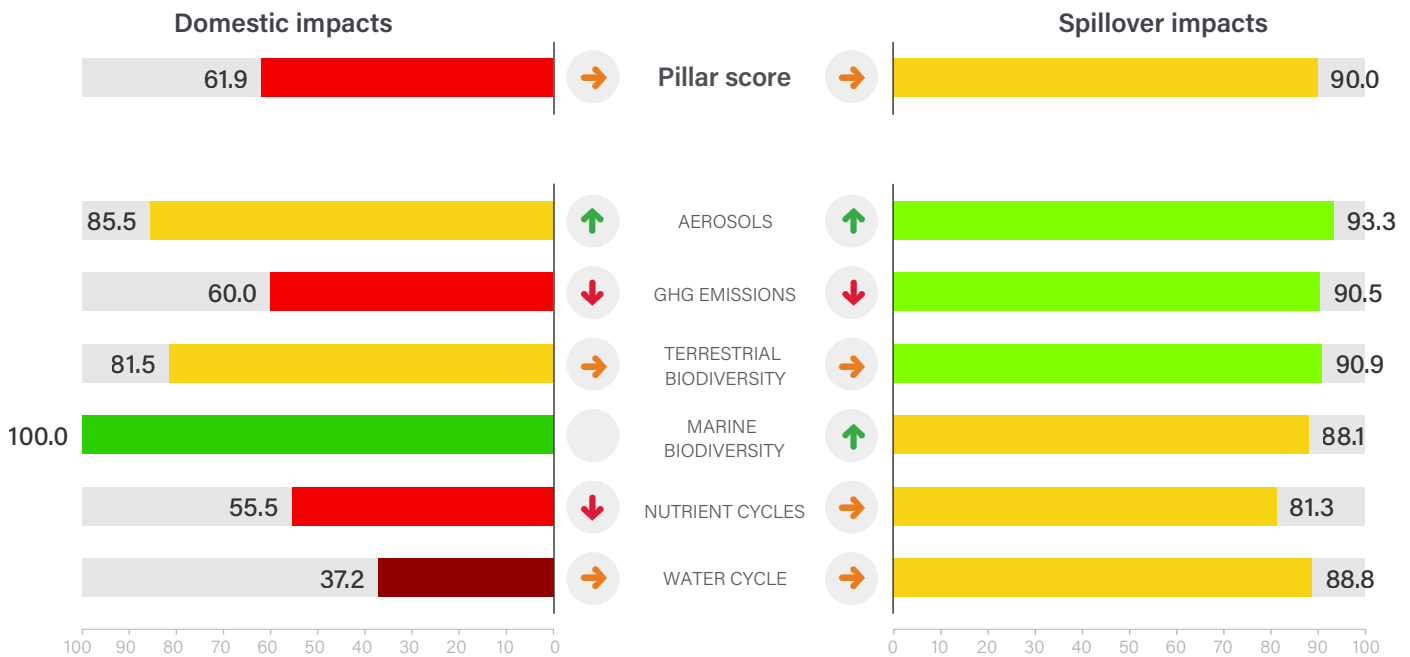 Domestic impacts
Spillover impacts
61.9
Pillar score
90.0
85.5
AEROSOLS
93.3
60.0
GHG EMISSIONS
90.5
81.5
TERRESTRIAL
BIODIVERSITY
90.9
100.0
MARINE
BIODIVERSITY
88.1
55.5
NUTRIENT CYCLES
81.3
37.2
WATER CYCLE
88.8
100 90 80 70 60 50 40 30 20 10 0
0 10 20 30 40 50 60 70 80 90 100